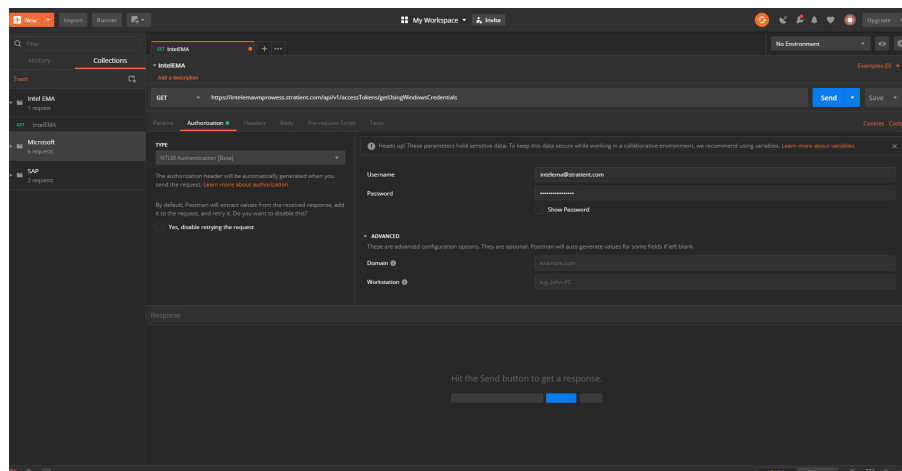 New
Import
Runner
My Workspace
Invite
Upgrade
Filter
History
Collections
Trash
Intel EMA
1 request
GET IntelEMA
Microsoft
6 requests
SAP
2 requests
GET IntelEMA
No Environment
IntelEMA
Examples (0)
Add a description
GET
https://intelemavmprowess.stratient.com/api/v1/accessTokens/getUsingWindowsCredentials
Send
Save
Params
Authorization
Headers
Body
Pre-request Script
Tests
Cookies
Code
TYPE
NTLM Authentication [Beta]
The authorization header will be automatically generated when you
send the request. Learn more about authorization
By default, Postman will extract values from the received response, add
it to the request, and retry it. Do you want to disable this?
Yes, disable retrying the request
Heads up! These parameters hold sensitive data. To keep this data secure while working in a collaborative environment, we recommend using variables. Learn more about variables
Username
intelema@stratient.com
Password
Show Password
ADVANCED
These are advanced configuration options. They are optional. Postman will auto generate values for some fields if left blank.
Domain
example.com
Workstation
e.g. John-PC
Response
Hit the Send button to get a response.